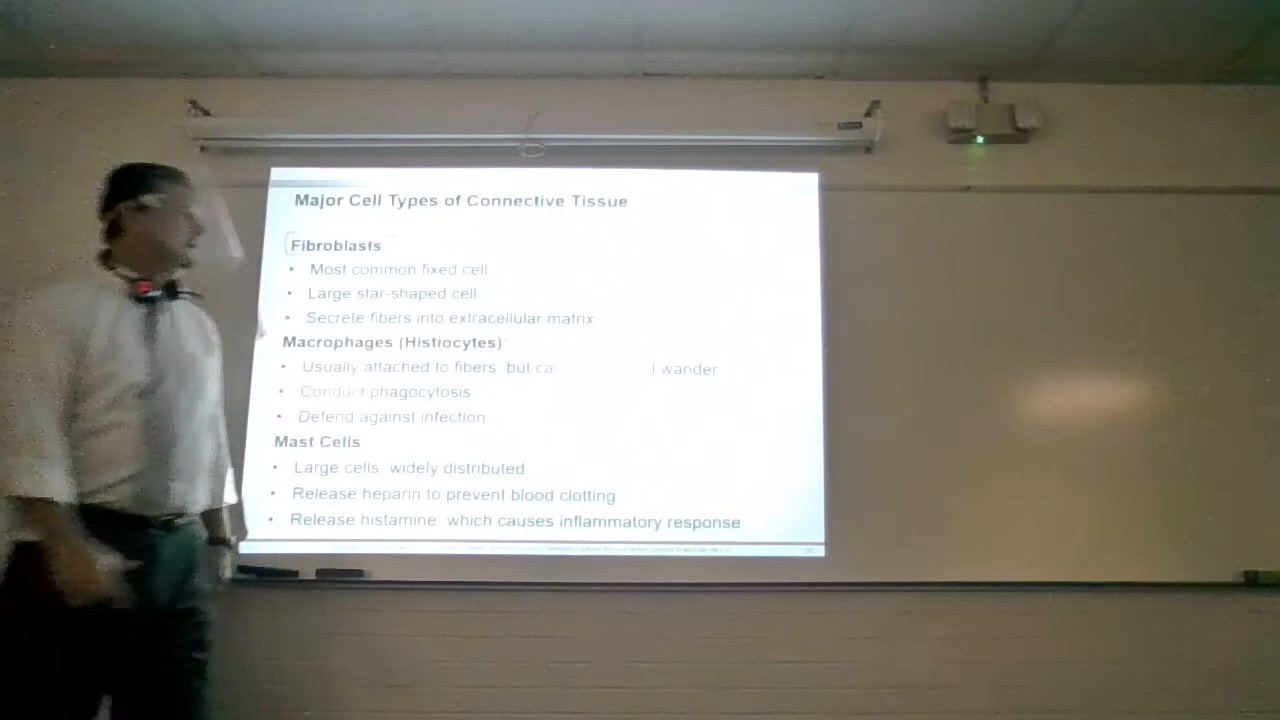 Major Cell Types of Connective Tissue
Fibroblasts
• Most common fixed cell
• Large star-shaped cell
• Secrete fibers into extracellular matrix
Macrophages (Histiocytes):
• Usually attached to fibers but ca wander
• Conduct phagocytosis
• Defend against infection
Mast Cells
• Large cells widely distributed
• Release heparin to prevent blood clotting
• Release histamine which causes inflammatory response